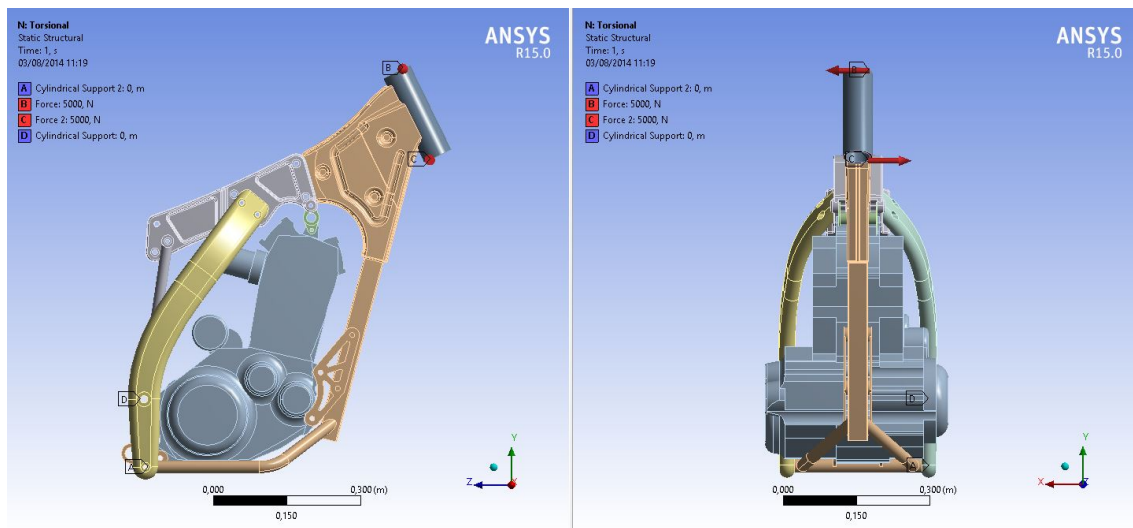 N: Torsional
Static Structural
Time: 1, s
03/08/2014 11:19
A Cylindrical Support 2: 0, m
B Force: 5000, N
C Force 2: 5000, N
D Cylindrical Support: 0, m
ANSYS
R15.0
B
C
D
A
Y
Z
X
0,000
0,300 (m)
0,150
N: Torsional
Static Structural
Time: 1, s
03/08/2014 11:19
A Cylindrical Support 2: 0, m
B Force: 5000, N
C Force 2: 5000, N
D Cylindrical Support: 0, m
ANSYS
R15.0
B
C
D
A
Y
X
Z
0,000
0,300 (m)
0,150